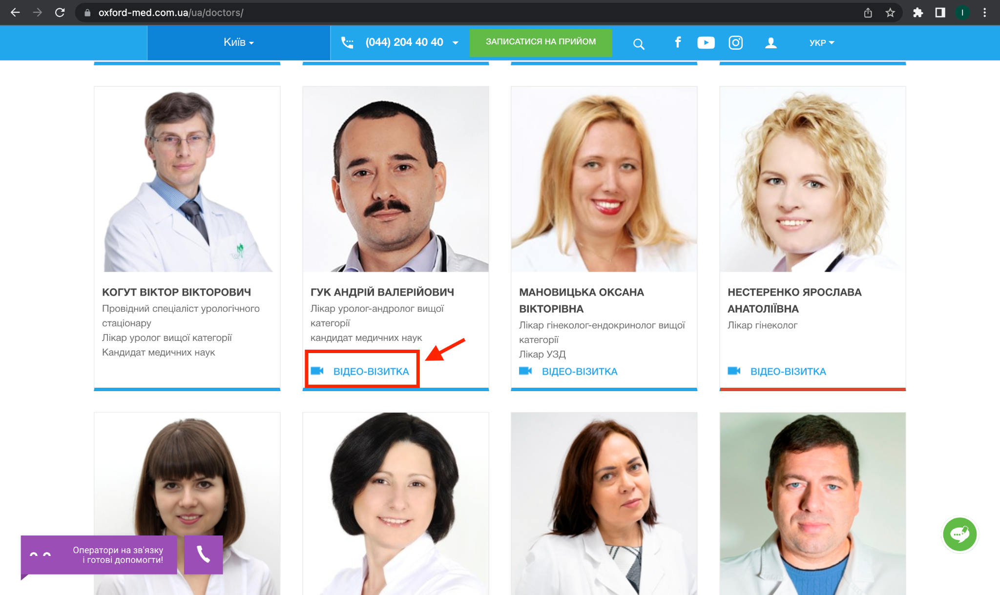 oxford-med.com.ua/ua/doctors/
I
Київ
(044) 204 40 40
ЗАПИСАТИСЯ НА ПРИЙОМ
УКР
КОГУТ ВІКТОР ВІКТОРОВИЧ
Провідний спеціаліст урологічного
стаціонару
Лікар уролог вищої категорії
Кандидат медичних наук
ГУК АНДРІЙ ВАЛЕРІЙОВИЧ
Лікар уролог-андролог вищої
категорії
кандидат медичних наук
ВІДЕО-ВІЗИТКА
МАНОВИЦЬКА ОКСАНА
ВІКТОРІВНА
Лікар гінеколог-ендокринолог вищої
категорії
Лікар УЗД
ВІДЕО-ВІЗИТКА
НЕСТЕРЕНКО ЯРОСЛАВА
АНАТОЛІЇВНА
Лікар гінеколог
ВІДЕО-ВІЗИТКА
Оператори на зв'язку
і готові допомогти!